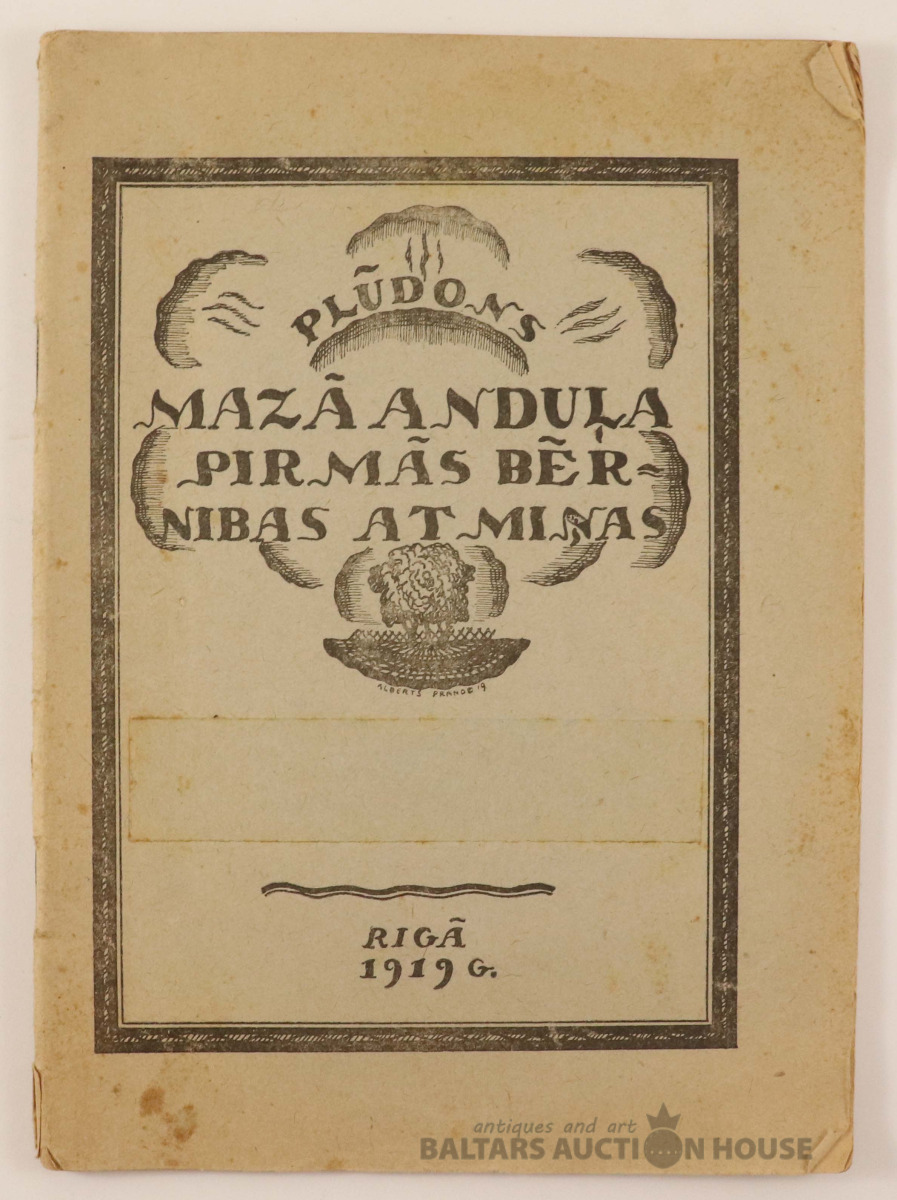 PLŪDONS
MAZĀ ANDUĻA
PIRMĀS BĒR-
NIBAS ATMIŅAS
ALBERTS PRANDE 19
RIGĀ
1919 G.
antiques and art
BALTARS AUCTION HOUSE